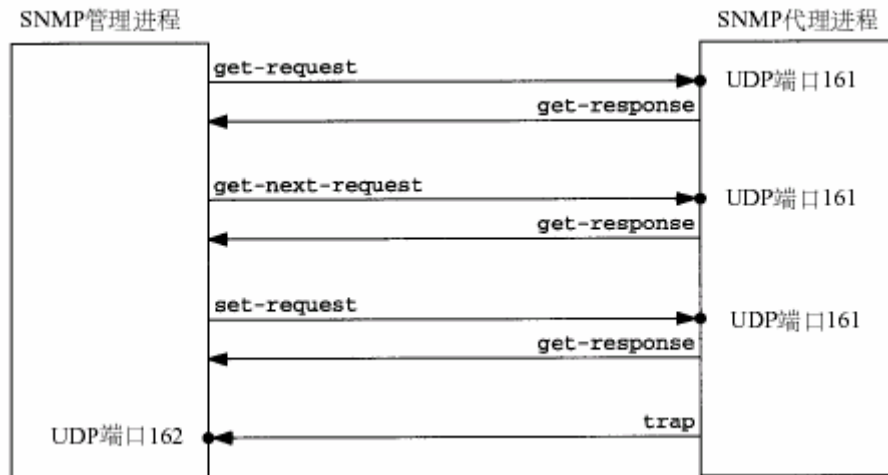 SNMP管理进程
SNMP代理进程
get-request
UDP端口161
get-response
get-next-request
UDP端口161
get-response
set-request
UDP端口161
get-response
UDP端口162
trap